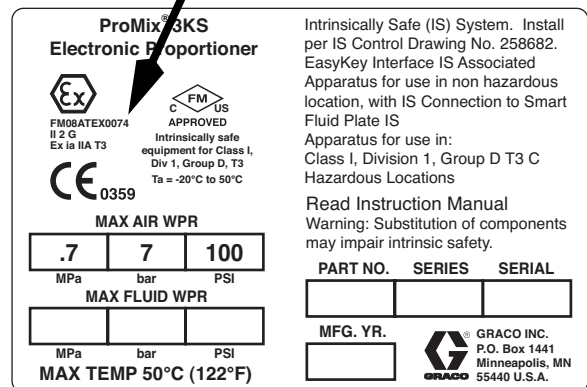 ProMix® 3KS
Electronic Proportioner
Ex
FM08ATEX0074
II 2 G
Ex ia IIA T3
C FM US
APPROVED
Intrinsically safe
equipment for Class I,
Div 1, Group D, T3
Ta = -20°C to 50°C
CE 0359
MAX AIR WPR
.7 7 100
MPa bar PSI
MAX FLUID WPR
MPa bar PSI
MAX TEMP 50°C (122°F)
Intrinsically Safe (IS) System. Install
per IS Control Drawing No. 258682.
EasyKey Interface IS Associated
Apparatus for use in non hazardous
location, with IS Connection to Smart
Fluid Plate IS
Apparatus for use in:
Class I, Division 1, Group D T3 C
Hazardous Locations
Read Instruction Manual
Warning: Substitution of components
may impair intrinsic safety.
PART NO. SERIES SERIAL
MFG. YR.
GRACO
®
GRACO INC.
P.O. Box 1441
Minneapolis, MN
55440 U.S.A.